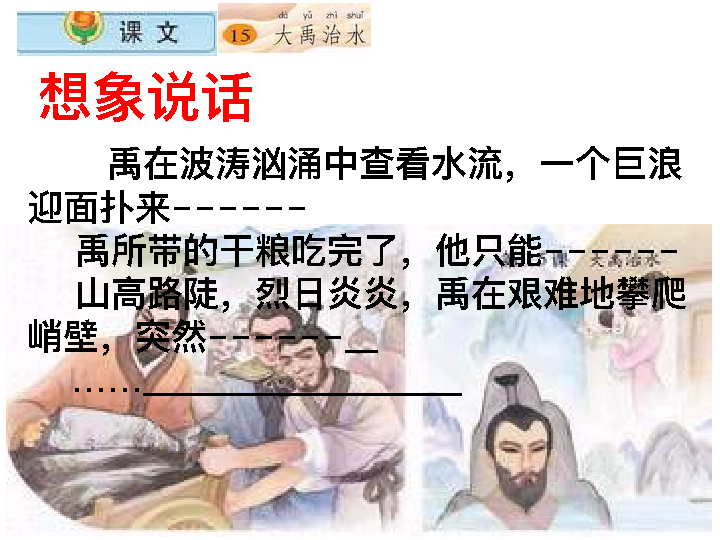 课 文
dà yǔ zhì shuǐ
15 大禹治水
想象说话
禹在波涛汹涌中查看水流，一个巨浪
迎面扑来------
禹所带的干粮吃完了，他只能------
山高路陡，烈日炎炎，禹在艰难地攀爬
峭壁，突然------__
……__________________